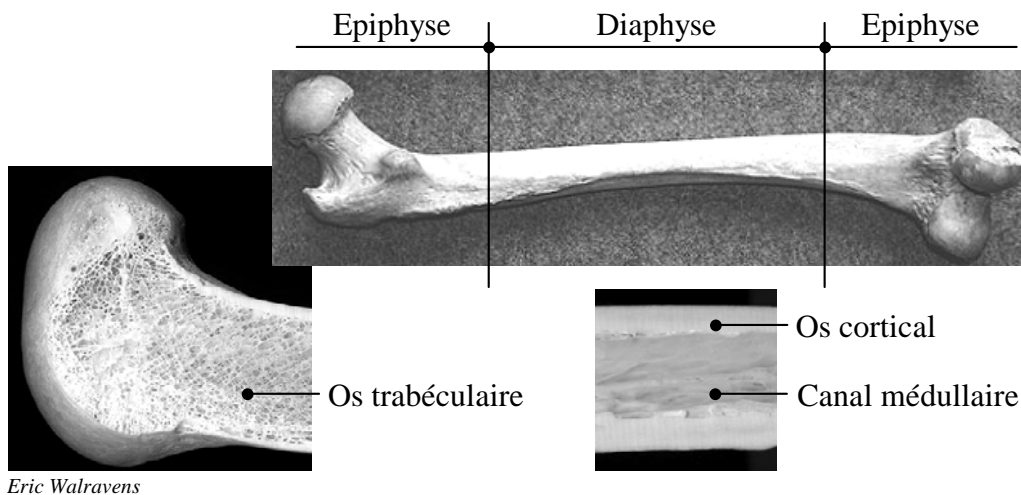 Epiphyse Diaphyse Epiphyse
Os cortical
Os trabéculaire
Canal médullaire
Eric Walravens